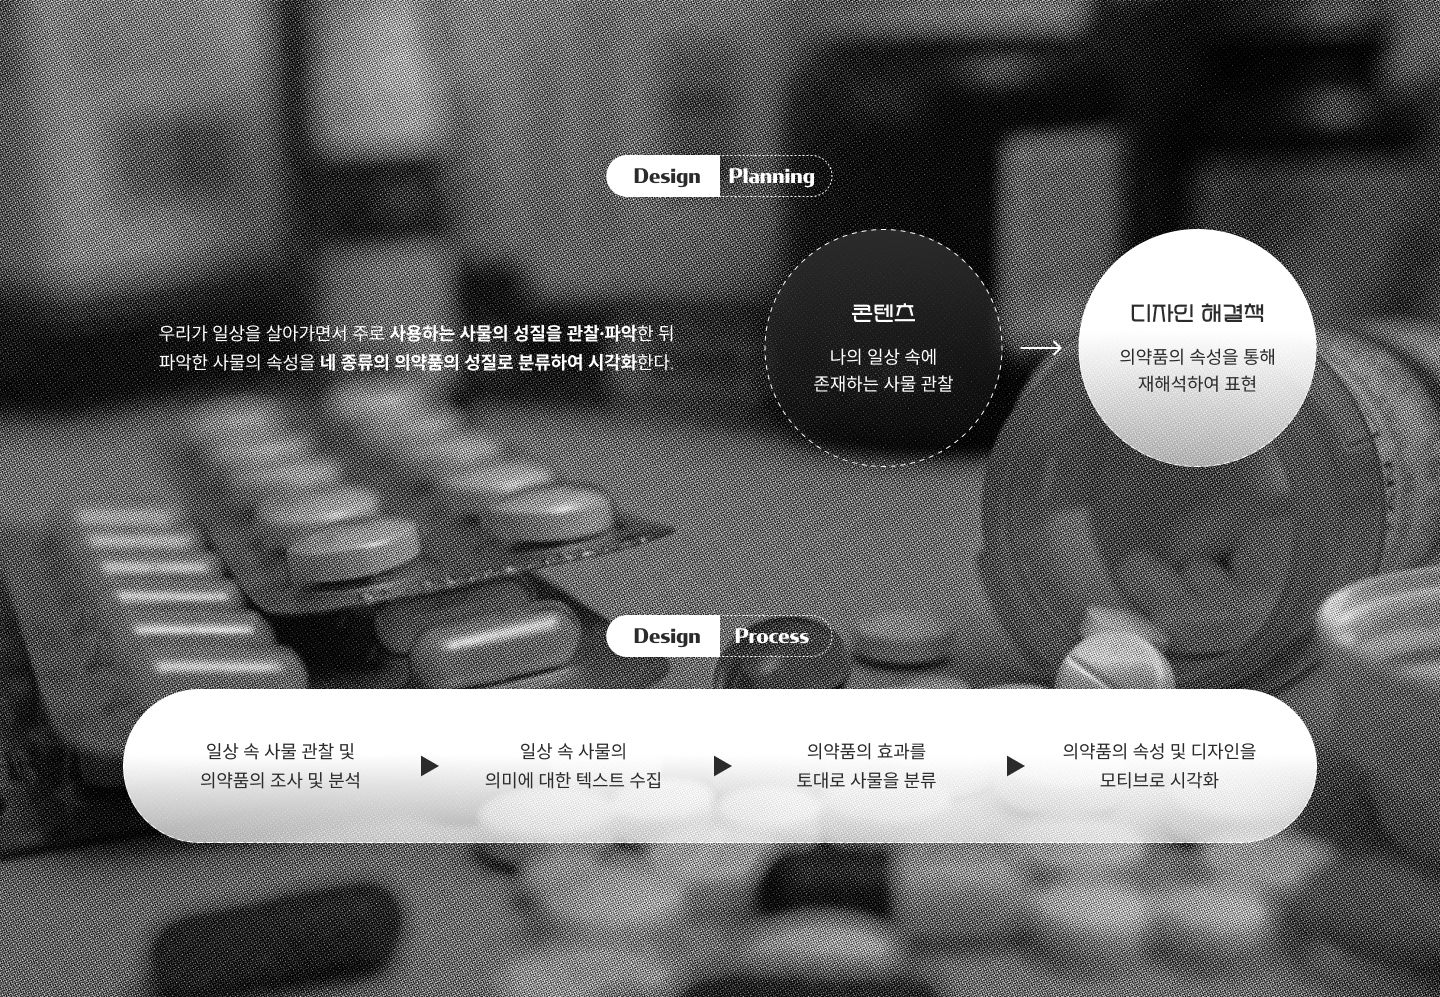 Design Planning
우리가 일상을 살아가면서 주로 사용하는 사물의 성질을 관찰·파악한 뒤
파악한 사물의 속성을 네 종류의 의약품의 성질로 분류하여 시각화한다.
콘텐츠
나의 일상 속에
존재하는 사물 관찰
디자인 해결책
의약품의 속성을 통해
재해석하여 표현
Design Process
일상 속 사물 관찰 및
의약품의 조사 및 분석
일상 속 사물의
의미에 대한 텍스트 수집
의약품의 효과를
토대로 사물을 분류
의약품의 속성 및 디자인을
모티브로 시각화